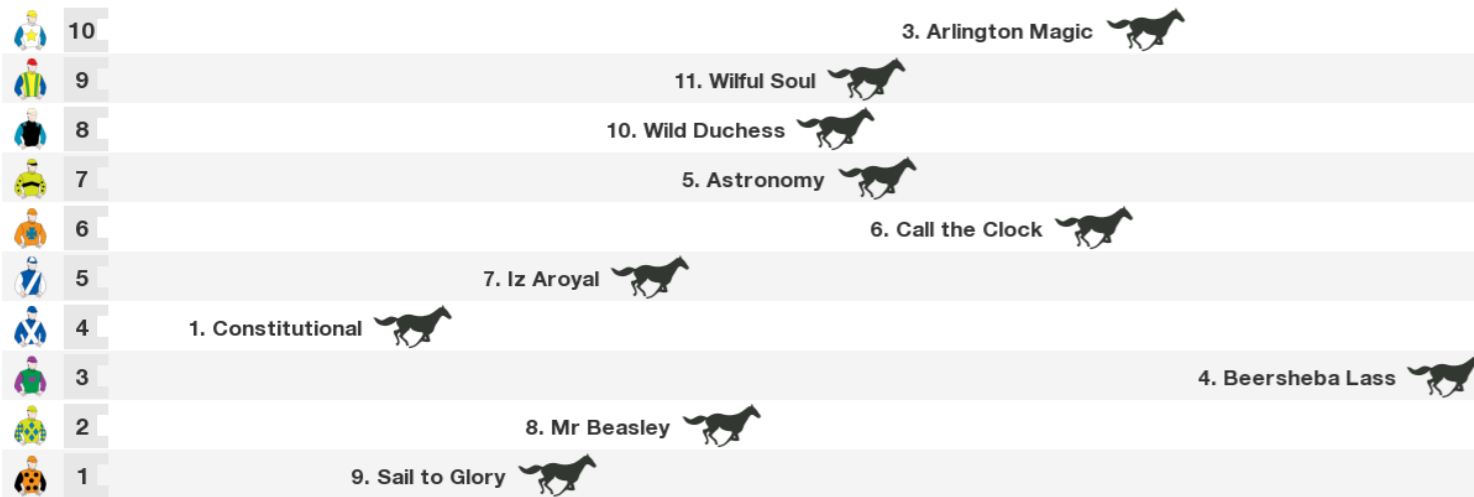 10 3. Arlington Magic
9 11. Wilful Soul
8 10. Wild Duchess
7 5. Astronomy
6 6. Call the Clock
5 7. Iz Aroyal
4 1. Constitutional
3 4. Beersheba Lass
2 8. Mr Beasley
1 9. Sail to Glory